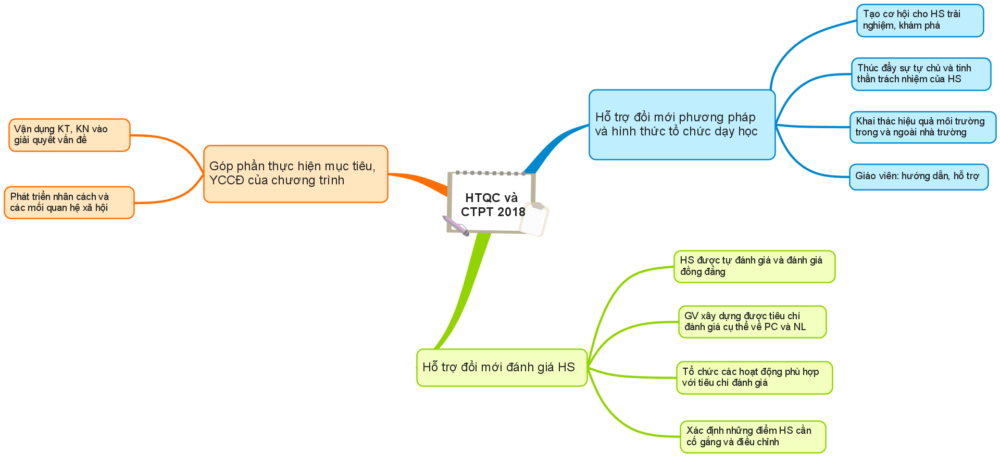 HTQC và
CTPT 2018
Hỗ trợ đổi mới phương pháp
và hình thức tổ chức dạy học
Tạo cơ hội cho HS trải
nghiệm, khám phá
Thúc đẩy sự tự chủ và tinh
thần trách nhiệm của HS
Khai thác hiệu quả môi trường
trong và ngoài nhà trường
Giáo viên: hướng dẫn, hỗ trợ
Hỗ trợ đổi mới đánh giá HS
HS được tự đánh giá và đánh giá
đồng đẳng
GV xây dựng được tiêu chí
đánh giá cụ thể về PC và NL
Tổ chức các hoạt động phù hợp
với tiêu chí đánh giá
Xác định những điểm HS cần
cố gắng và điều chỉnh
Góp phần thực hiện mục tiêu,
YCCĐ của chương trình
Vận dụng KT, KN vào
giải quyết vấn đề
Phát triển nhân cách và
các mối quan hệ xã hội